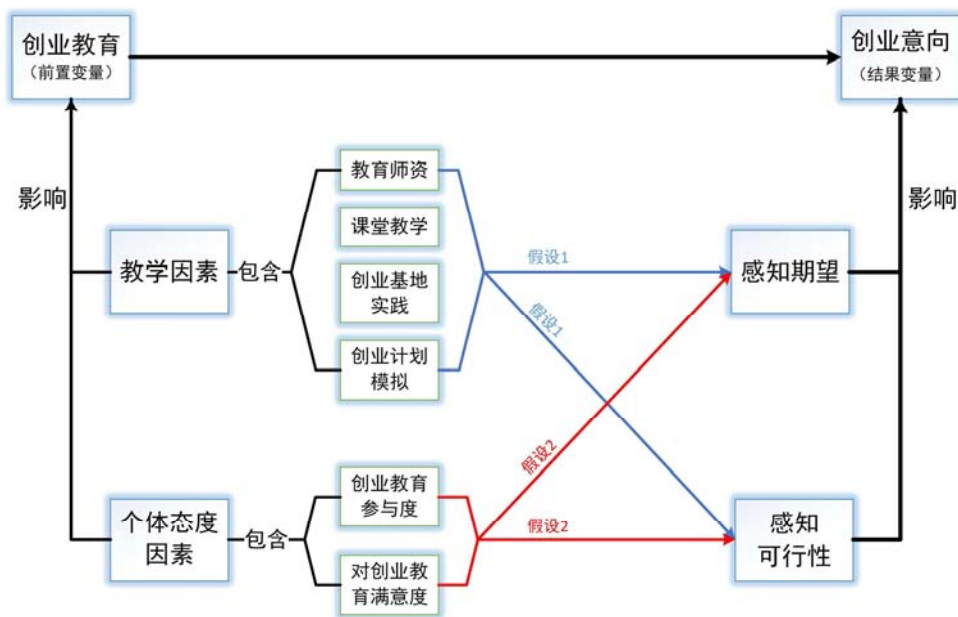 创业教育
（前置变量）
创业意向
（结果变量）
影响
影响
教育师资
课堂教学
教学因素
包含
创业基地
实践
创业计划
模拟
假设1
假设1
感知期望
假设2
假设2
个体态度
因素
包含
创业教育
参与度
对创业教
育满意度
感知
可行性